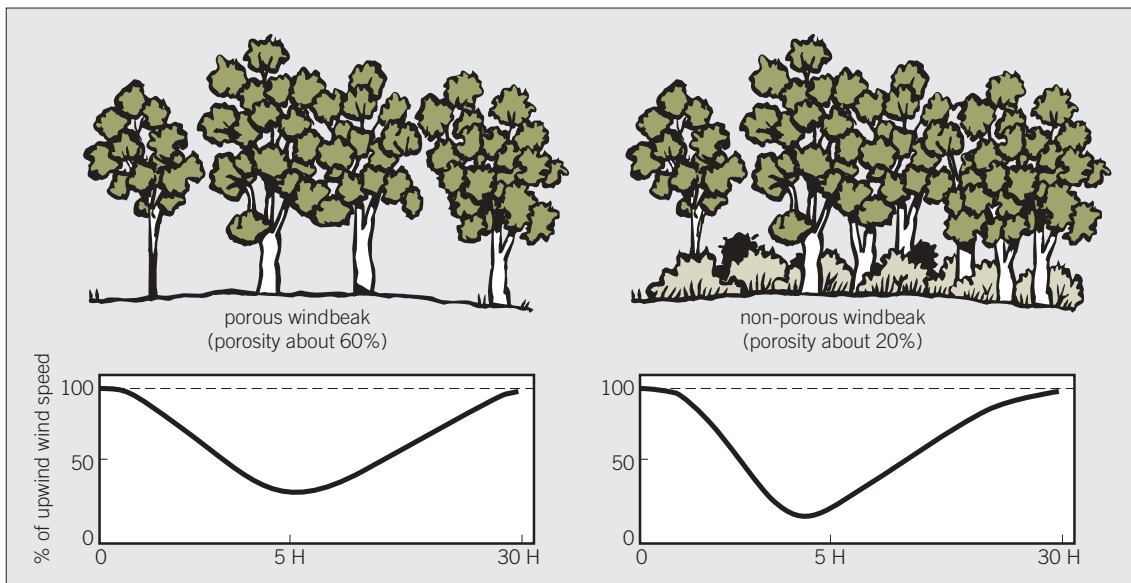 porous windbeak
(porosity about 60%)
non-porous windbeak
(porosity about 20%)
% of upwind wind speed
100
50
0
0
5 H
30 H
100
50
0
0
5 H
30 H